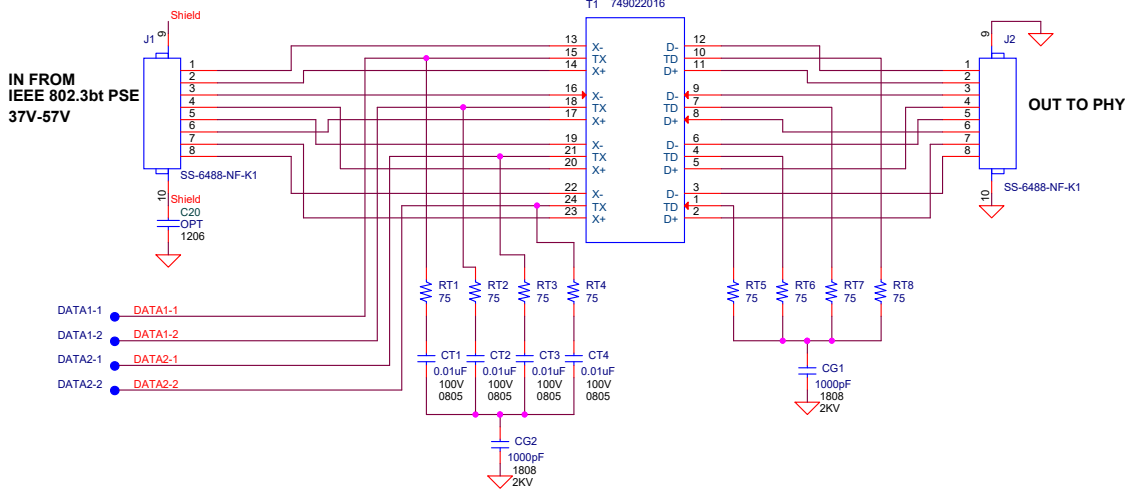 T1 749022016
Shield
9
J1
IN FROM
IEEE 802.3bt PSE
37V-57V
1
2
3
4
5
6
7
8
SS-6488-NF-K1
10
Shield
C20
OPT
1206
13 X-
15 TX
14 X+
16 X-
18 TX
17 X+
19 X-
21 TX
20 X+
22 X-
24 TX
23 X+
D- 12
TD 10
D+ 11
D- 9
TD 7
D+ 8
D- 6
TD 4
D+ 5
D- 3
TD 1
D+ 2
9
J2
1
2
3
4
5
6
7
8
OUT TO PHY
SS-6488-NF-K1
10
DATA1-1 DATA1-1
DATA1-2 DATA1-2
DATA2-1 DATA2-1
DATA2-2 DATA2-2
RT1
75
RT2
75
RT3
75
RT4
75
RT5
75
RT6
75
RT7
75
RT8
75
CT1
0.01uF
100V
0805
CT2
0.01uF
100V
0805
CT3
0.01uF
100V
0805
CT4
0.01uF
100V
0805
CG2
1000pF
1808
2KV
CG1
1000pF
1808
2KV